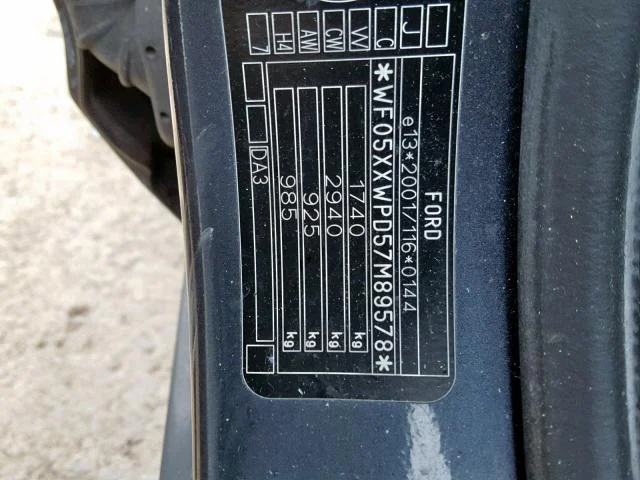 FORD
e13*2001/116*0144
*WF05XXWPD57M89578*
1740 kg
2940 kg
925 kg
985 kg
DA3
J C W CW AW H4 7